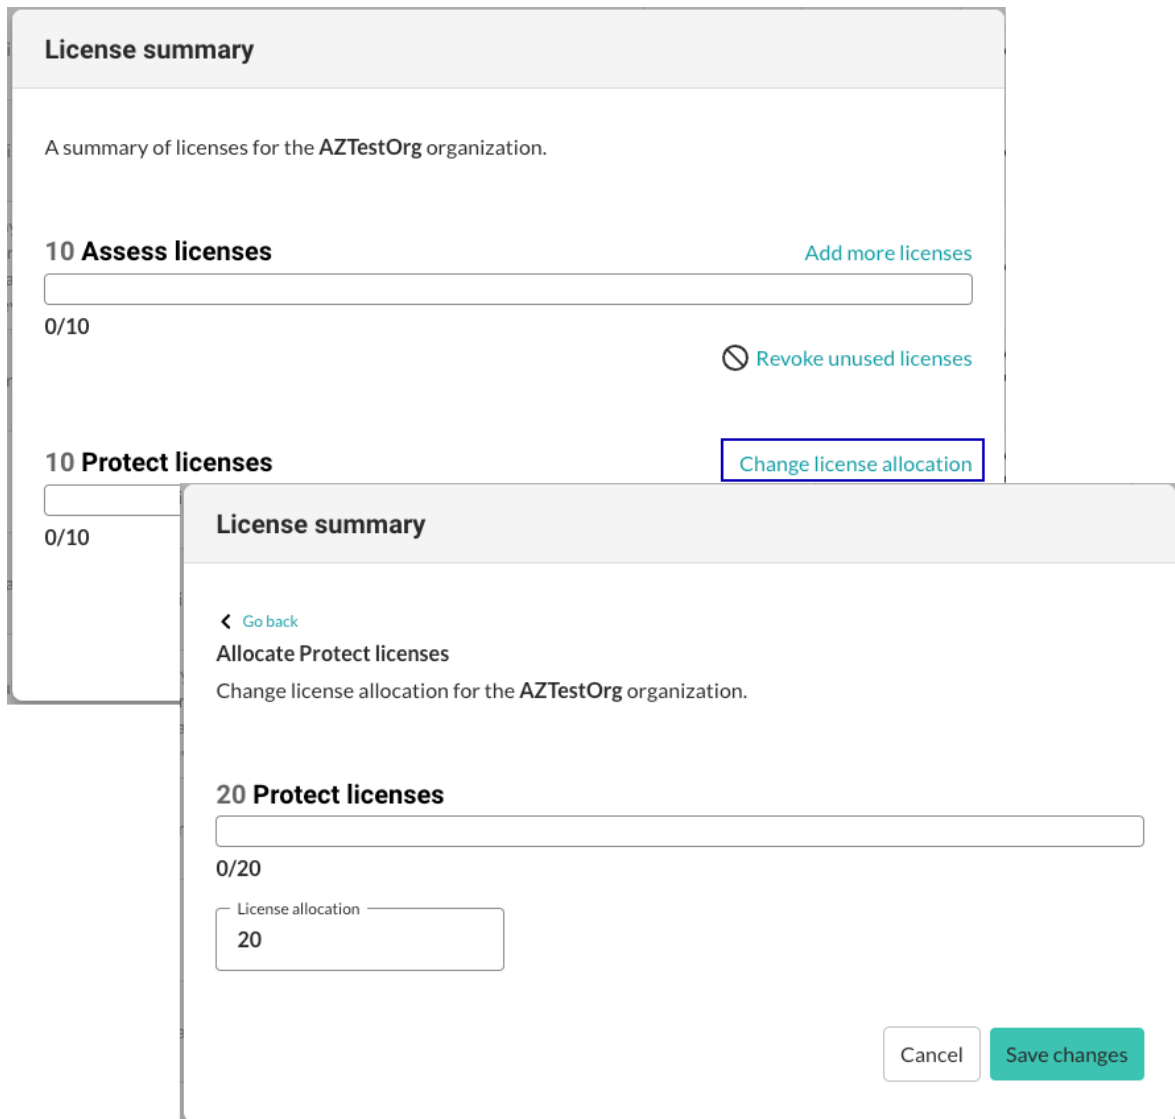 License summary
A summary of licenses for the AZTestOrg organization.
10 Assess licenses
Add more licenses
0/10
Revoke unused licenses
10 Protect licenses
Change license allocation
0/10
License summary
Go back
Allocate Protect licenses
Change license allocation for the AZTestOrg organization.
20 Protect licenses
0/20
License allocation
20
Cancel
Save changes